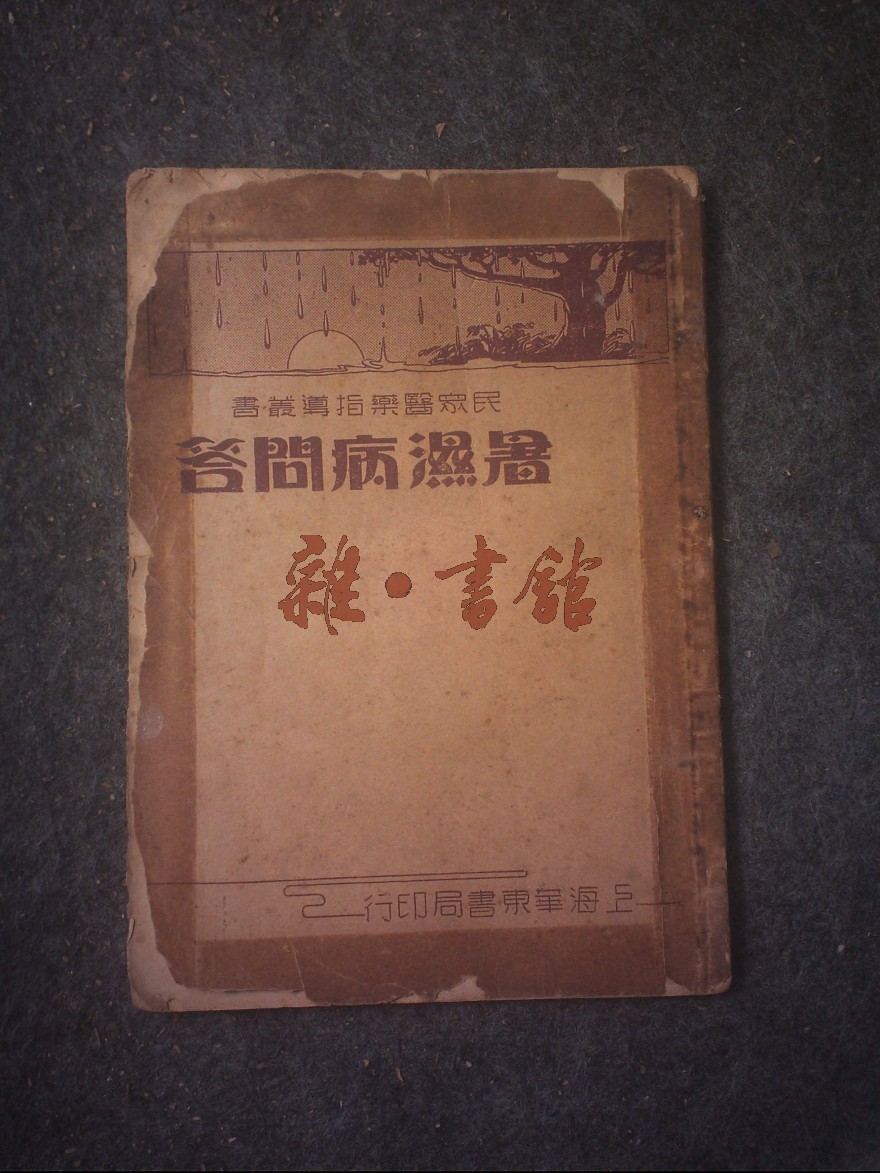 民眾醫藥指導叢書
暑濕病問答
雜·書館
上海華東書局印行